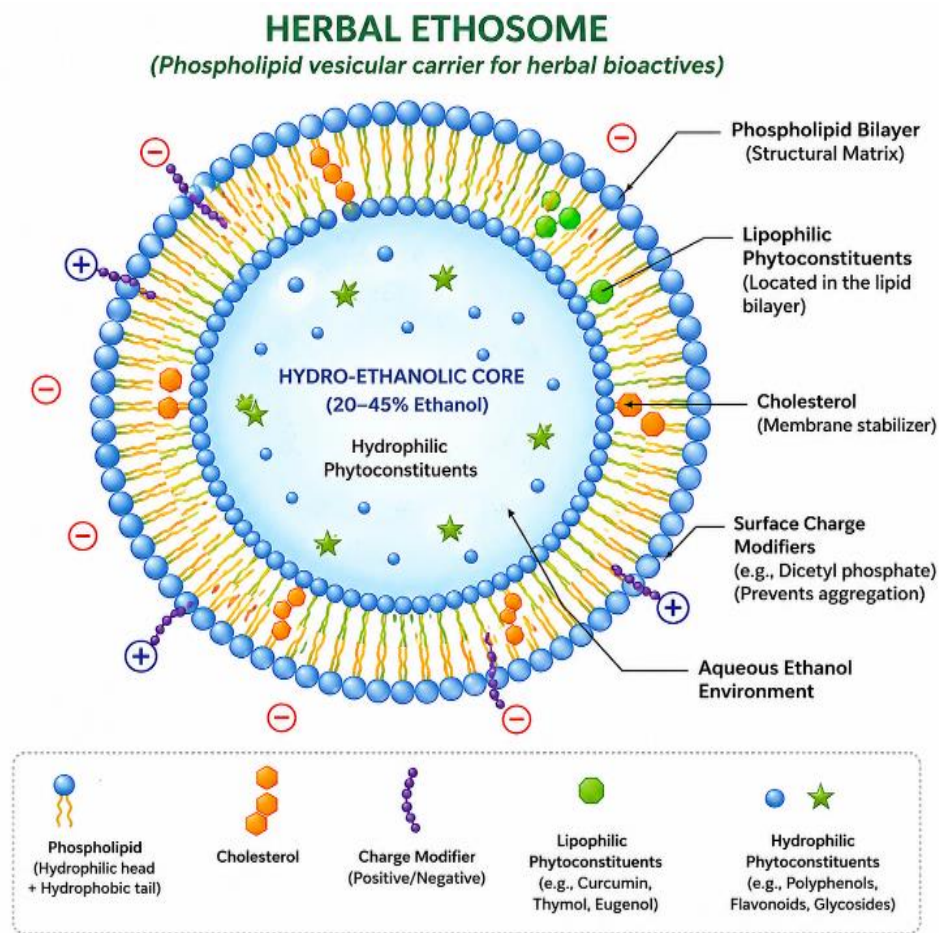 HERBAL ETHOSOME
(Phospholipid vesicular carrier for herbal bioactives)
Phospholipid Bilayer
(Structural Matrix)
Lipophilic
Phytoconstituents
(Located in the lipid
bilayer)
HYDRO-ETHANOLIC CORE
(20–45% Ethanol)
Hydrophilic
Phytoconstituents
Cholesterol
(Membrane stabilizer)
Surface Charge
Modifiers
(e.g., Dicetyl phosphate)
(Prevents aggregation)
Aqueous Ethanol
Environment
Phospholipid
(Hydrophilic head
+ Hydrophobic tail)
Cholesterol
Charge Modifier
(Positive/Negative)
Lipophilic
Phytoconstituents
(e.g., Curcumin,
Thymol, Eugenol)
Hydrophilic
Phytoconstituents
(e.g., Polyphenols,
Flavonoids, Glycosides)